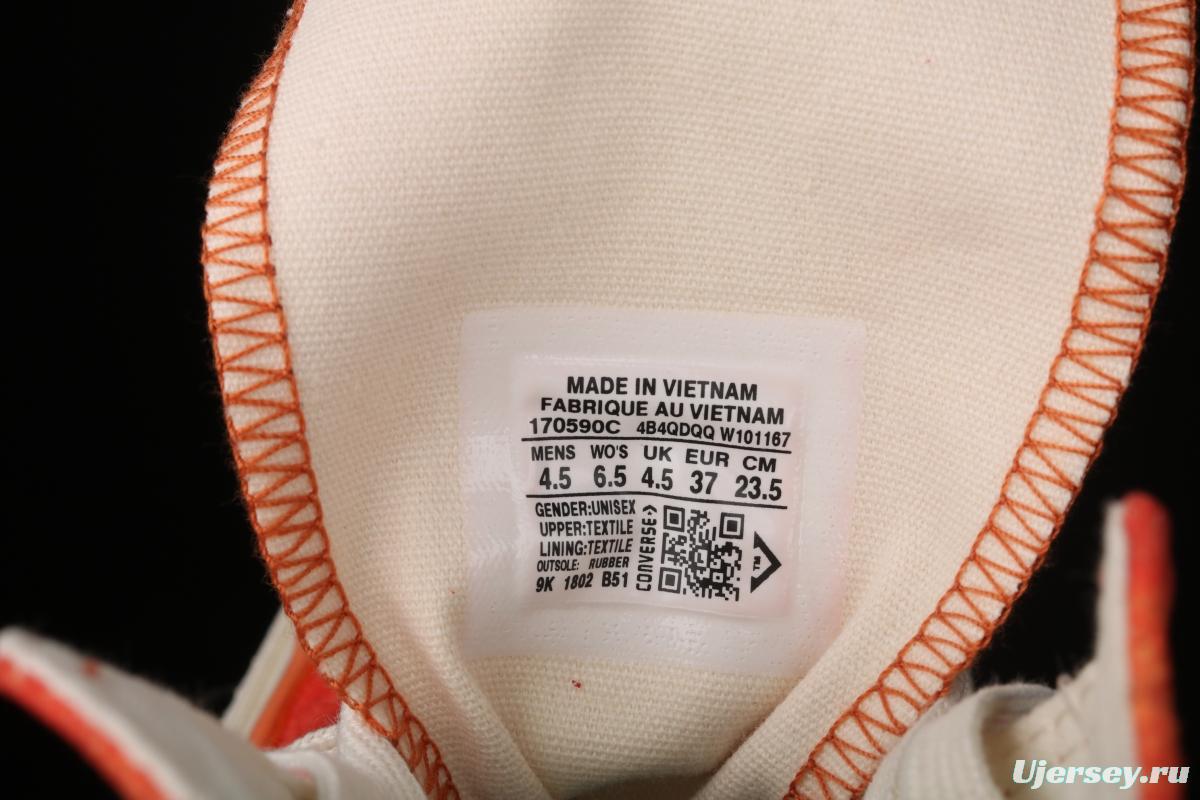 MADE IN VIETNAM
FABRIQUE AU VIETNAM
170590C 4B4QDQQ W101167
MENS WO'S UK EUR CM
4.5 6.5 4.5 37 23.5
GENDER:UNISEX
UPPER:TEXTILE
LINING:TEXTILE
OUTSOLE: RUBBER
9K 1802 B51
CONVERSE
TM
Ujersey.ru